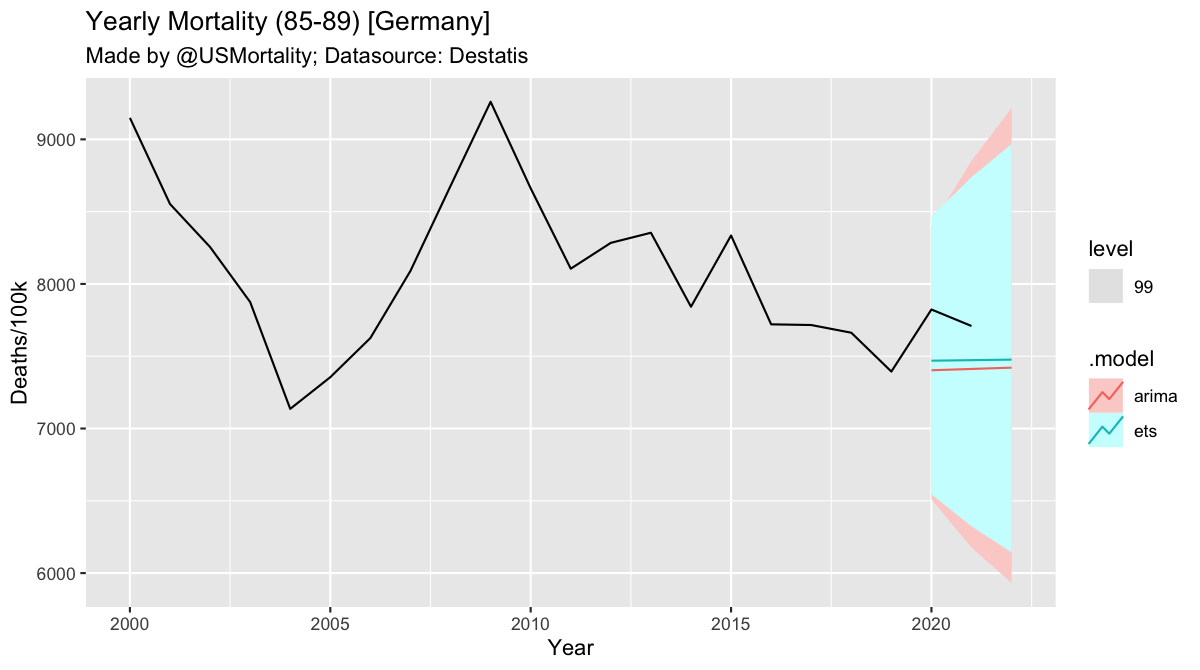 Yearly Mortality (85-89) [Germany]
Made by @USMortality; Datasource: Destatis
Deaths/100k
9000
8000
7000
6000
2000
2005
2010
2015
2020
Year
level
99
.model
arima
ets